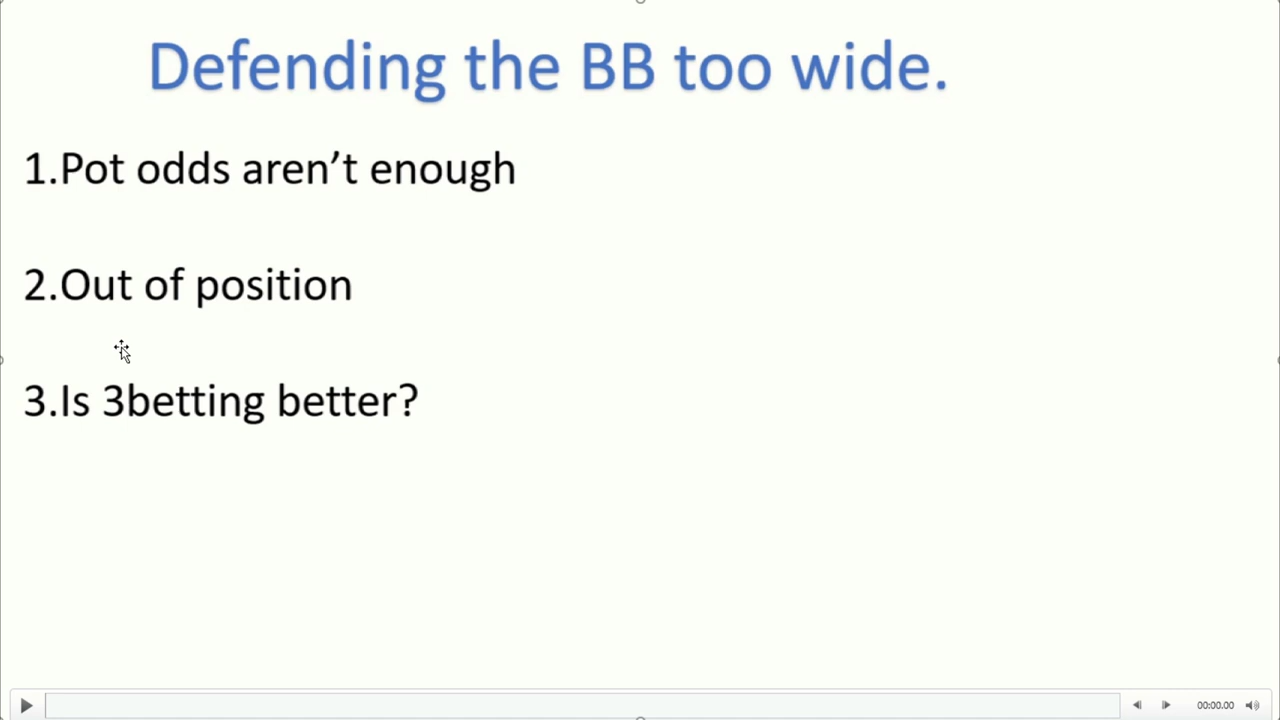 Defending the BB too wide.
1.Pot odds aren’t enough
2.Out of position
3.Is 3betting better?
00:00.00